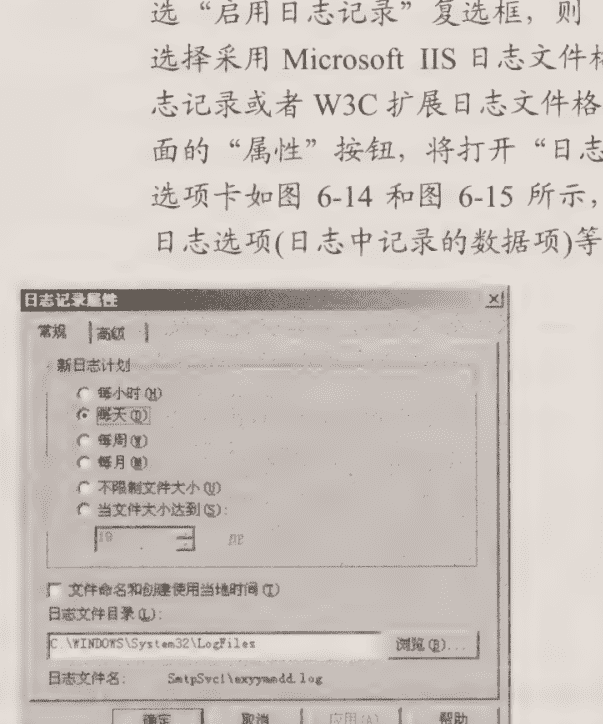 选“启用日志记录”复选框，则
选择采用 Microsoft IIS 日志文件格
志记录或者 W3C 扩展日志文件格
面的“属性”按钮，将打开“日志
选项卡如图 6-14 和图 6-15 所示，
日志选项(日志中记录的数据项)等
日志记录属性
常规 高级
新日志计划
每小时(H)
每天(D)
每周(W)
每月(M)
不限制文件大小(U)
当文件大小达到(S):
19
文件命名和创建使用当地时间(T)
日志文件目录(L):
C:\WINDOWS\System32\LogFiles 浏览(B)...
日志文件名: SmtpSvc1\exyymmdd.log
确定 取消 应用(A) 帮助